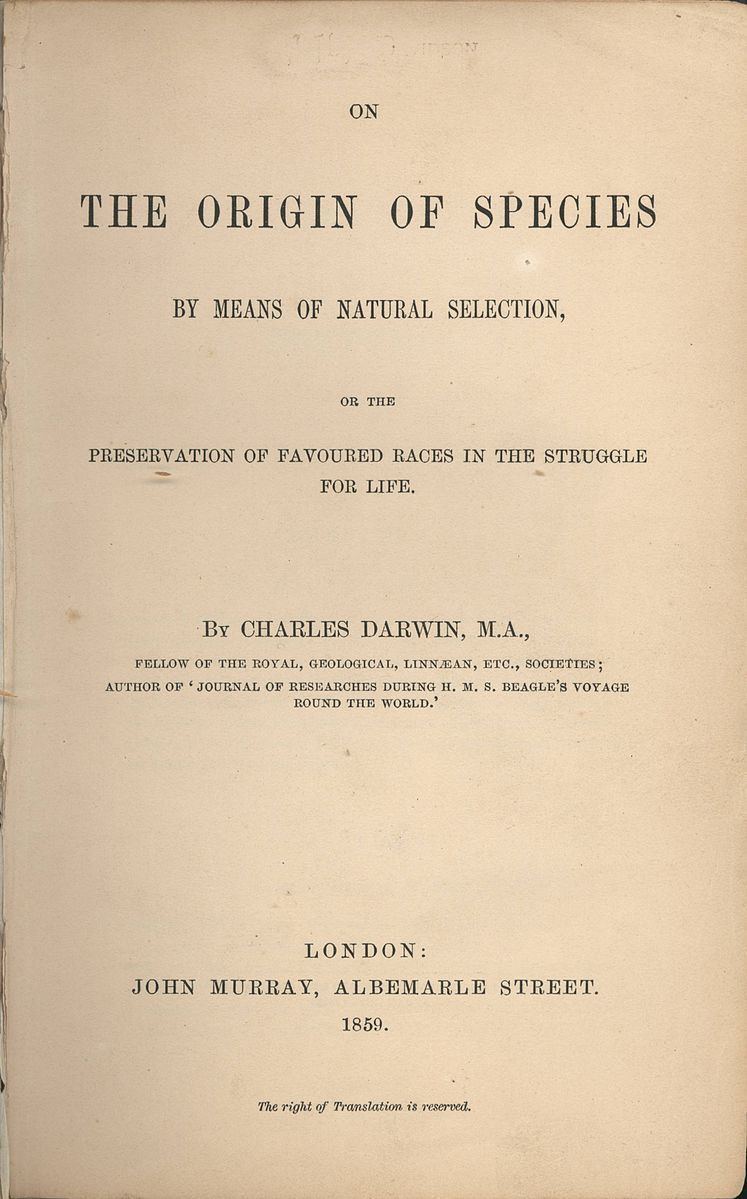 ON
THE ORIGIN OF SPECIES
BY MEANS OF NATURAL SELECTION,
OR THE
PRESERVATION OF FAVOURED RACES IN THE STRUGGLE
FOR LIFE.
By CHARLES DARWIN, M.A.,
FELLOW OF THE ROYAL, GEOLOGICAL, LINNÆAN, ETC., SOCIETIES;
AUTHOR OF ‘JOURNAL OF RESEARCHES DURING H. M. S. BEAGLE’S VOYAGE
ROUND THE WORLD.’
LONDON:
JOHN MURRAY, ALBEMARLE STREET.
1859.
The right of Translation is reserved.